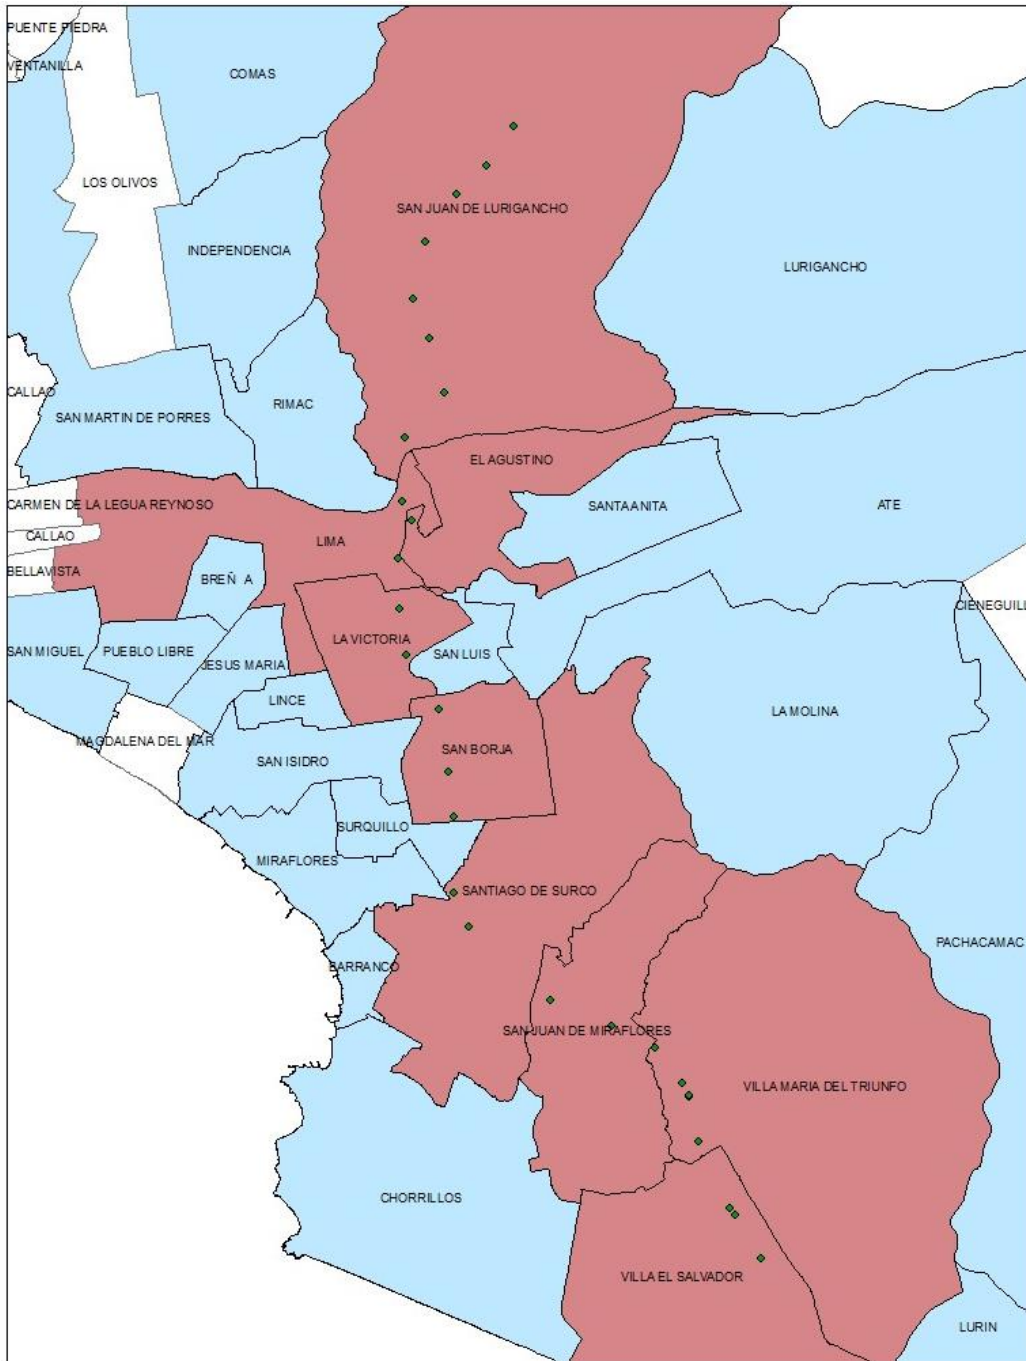 PUENTE PIEDRA
VENTANILLA
COMAS
LOS OLIVOS
SAN JUAN DE LURIGANCHO
INDEPENDENCIA
LURIGANCHO
CALLAO
RIMAC
SAN MARTIN DE PORRES
EL AGUSTINO
CARMEN DE LA LEGUA REYNOSO
SANTA ANITA
ATE
CALLAO
LIMA
BELLAVISTA
BREÑ A
CIENEGUILL
LA VICTORIA
SAN MIGUEL
PUEBLO LIBRE
SAN LUIS
JESUS MARIA
LINCE
LA MOLINA
MAGDALENA DEL MAR
SAN BORJA
SAN ISIDRO
SURQUILLO
MIRAFLORES
SANTIAGO DE SURCO
PACHACAMAC
BARRANCO
SAN JUAN DE MIRAFLORES
VILLA MARIA DEL TRIUNFO
CHORRILLOS
VILLA EL SALVADOR
LURIN